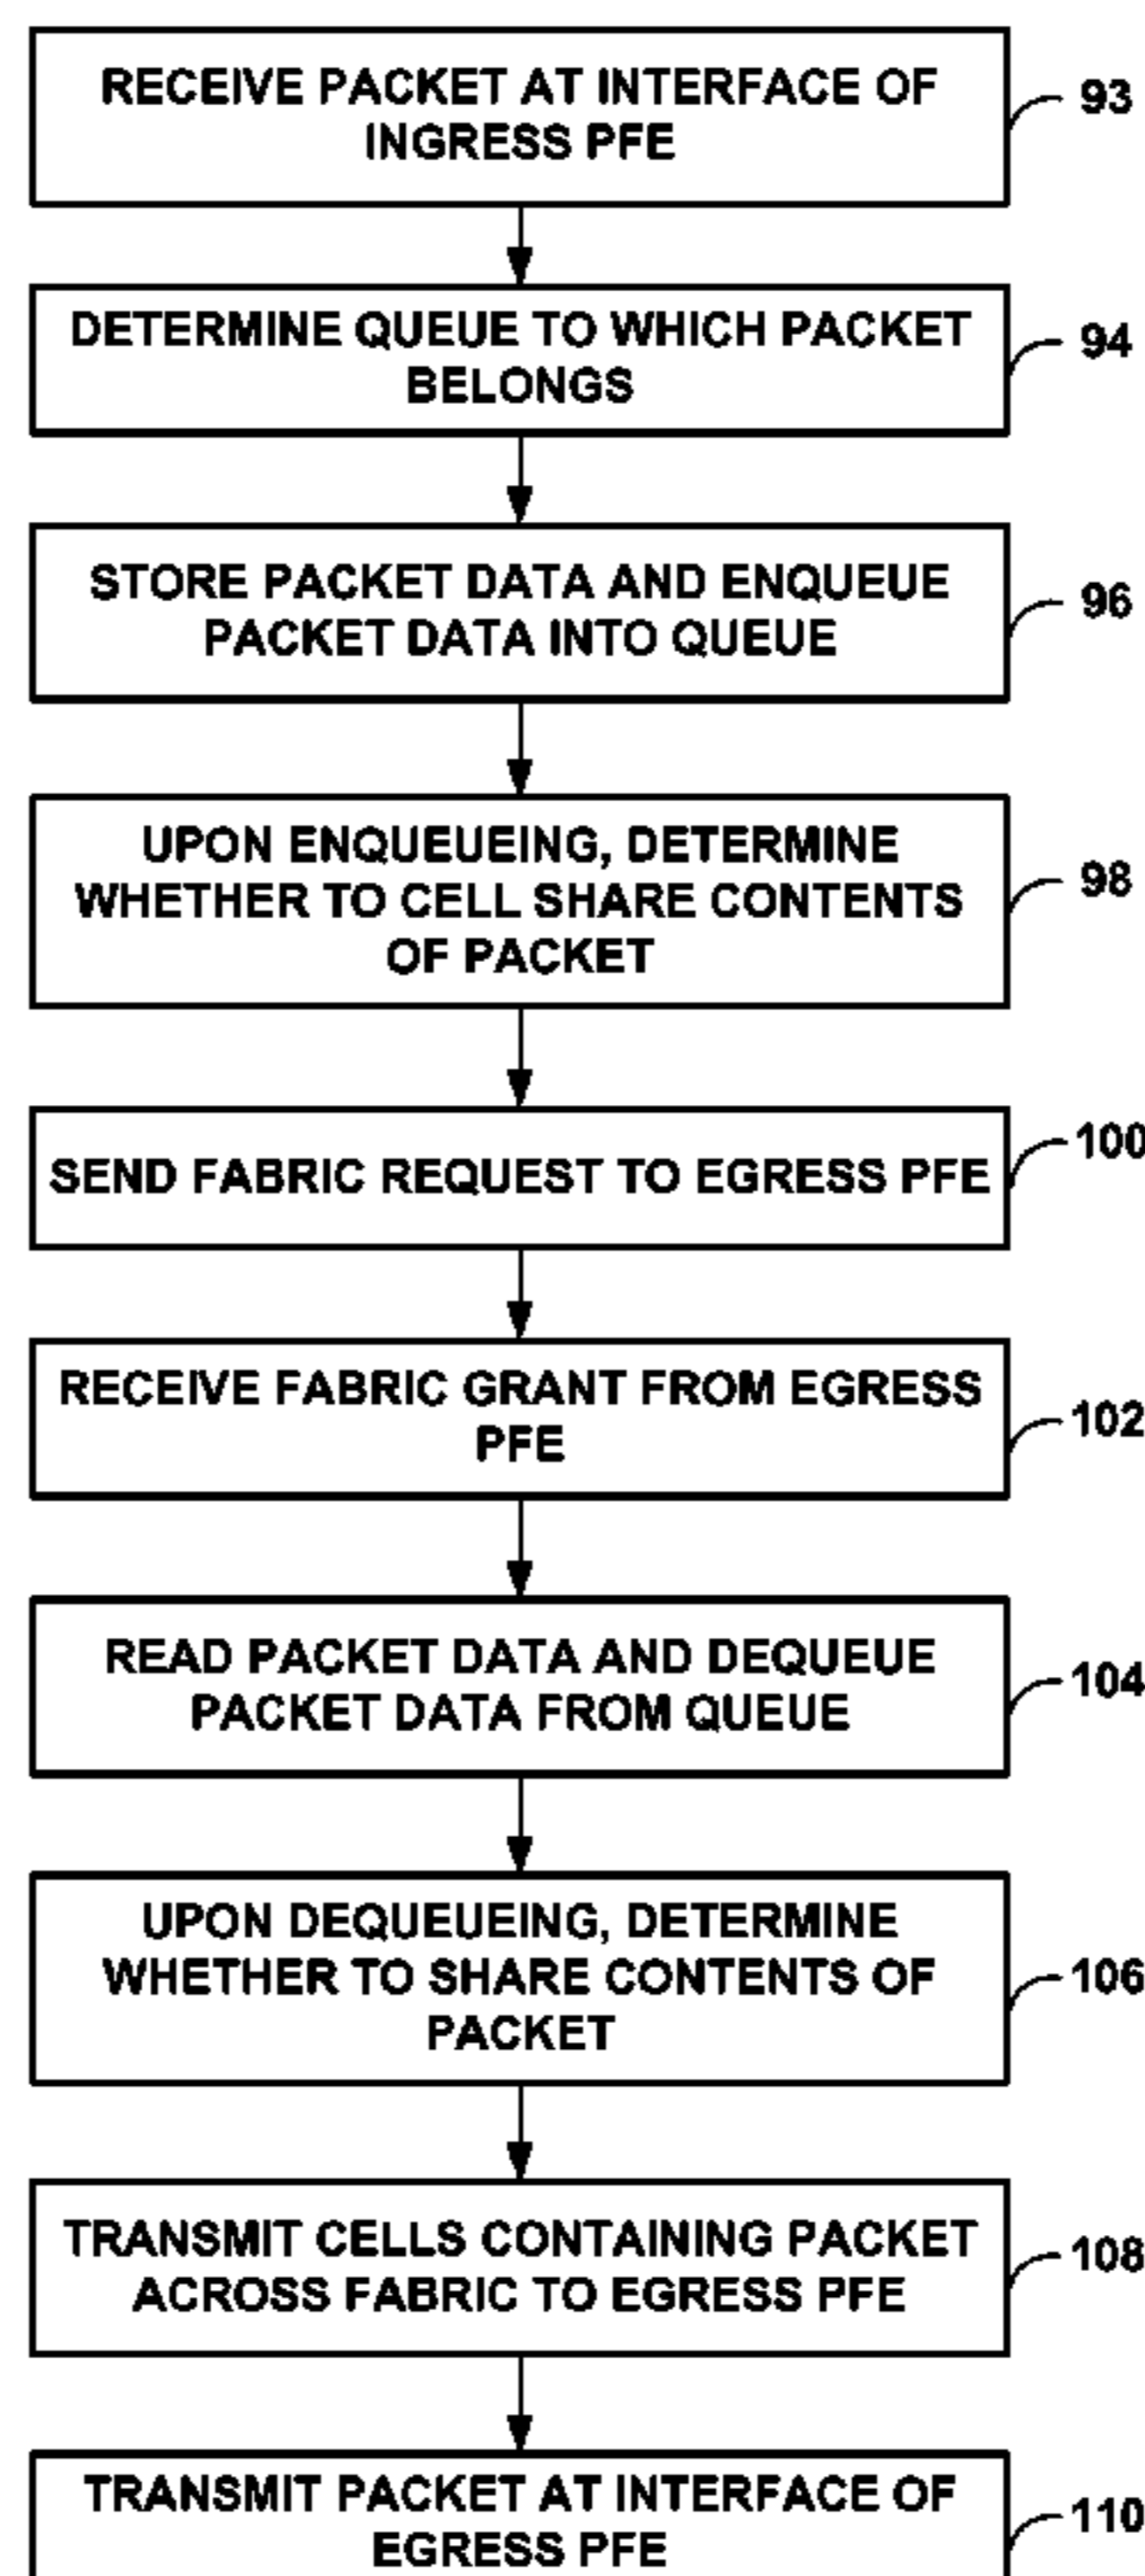 RECEIVE PACKET AT INTERFACE OF
INGRESS PFE
93
DETERMINE QUEUE TO WHICH PACKET
BELONGS
94
STORE PACKET DATA AND ENQUEUE
PACKET DATA INTO QUEUE
96
UPON ENQUEUEING, DETERMINE
WHETHER TO CELL SHARE CONTENTS
OF PACKET
98
SEND FABRIC REQUEST TO EGRESS PFE
100
RECEIVE FABRIC GRANT FROM EGRESS
PFE
102
READ PACKET DATA AND DEQUEUE
PACKET DATA FROM QUEUE
104
UPON DEQUEUEING, DETERMINE
WHETHER TO SHARE CONTENTS OF
PACKET
106
TRANSMIT CELLS CONTAINING PACKET
ACROSS FABRIC TO EGRESS PFE
108
TRANSMIT PACKET AT INTERFACE OF
EGRESS PFE
110